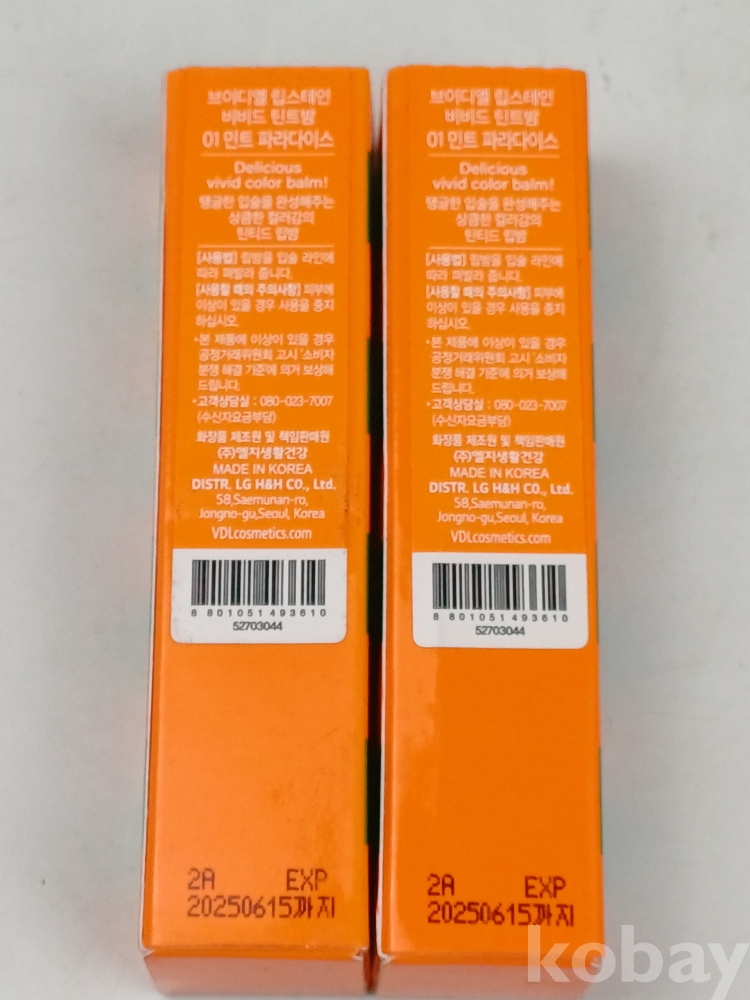 브이디엘 립스테인
비비드 틴트밤
01 민트 파라다이스
Delicious
vivid color balm!
탱글한 입술을 완성해주는
상큼한 컬러감의
틴티드 립밤
[사용법] 립밤을 입술 라인에
따라 펴발라 줍니다.
[사용할 때의 주의사항] 피부에
이상이 있을 경우 사용을 중지
하십시오.
•본 제품에 이상이 있을 경우
공정거래위원회 고시 '소비자
분쟁 해결 기준'에 의거 보상해
드립니다.
•고객상담실 : 080-023-7007
(수신자요금부담)
화장품 제조원 및 책임판매원
(주)엘지생활건강
MADE IN KOREA
DISTR. LG H&H CO., Ltd.
58,Saemunan-ro,
Jongno-gu,Seoul, Korea
VDLcosmetics.com
8 801051 493610
52703044
2A EXP
20250615까지
브이디엘 립스테인
비비드 틴트밤
01 민트 파라다이스
Delicious
vivid color balm!
탱글한 입술을 완성해주는
상큼한 컬러감의
틴티드 립밤
[사용법] 립밤을 입술 라인에
따라 펴발라 줍니다.
[사용할 때의 주의사항] 피부에
이상이 있을 경우 사용을 중지
하십시오.
•본 제품에 이상이 있을 경우
공정거래위원회 고시 '소비자
분쟁 해결 기준'에 의거 보상해
드립니다.
•고객상담실 : 080-023-7007
(수신자요금부담)
화장품 제조원 및 책임판매원
(주)엘지생활건강
MADE IN KOREA
DISTR. LG H&H CO., Ltd.
58,Saemunan-ro,
Jongno-gu,Seoul, Korea
VDLcosmetics.com
8 801051 493610
52703044
2A EXP
20250615까지
kobay